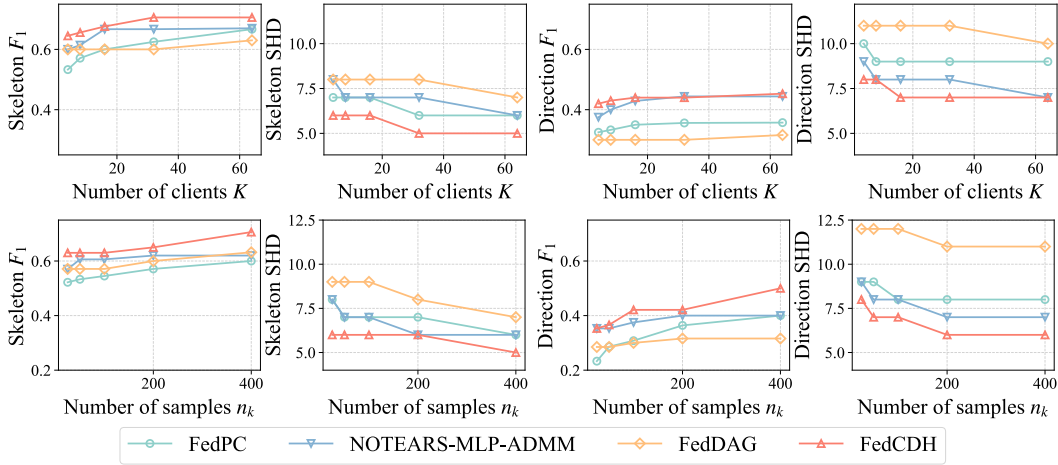 Skeleton F₁
0.6
0.4
20
40
60
Number of clients K
Skeleton SHD
10.0
7.5
5.0
20
40
60
Number of clients K
Direction F₁
0.6
0.4
20
40
60
Number of clients K
Direction SHD
10.0
7.5
5.0
20
40
60
Number of clients K
Skeleton F₁
0.6
0.4
0.2
200
400
Number of samples nₖ
Skeleton SHD
12.5
10.0
7.5
5.0
200
400
Number of samples nₖ
Direction F₁
0.6
0.4
0.2
200
400
Number of samples nₖ
Direction SHD
12.5
10.0
7.5
5.0
200
400
Number of samples nₖ
FedPC
NOTEARS-MLP-ADMM
FedDAG
FedCDH